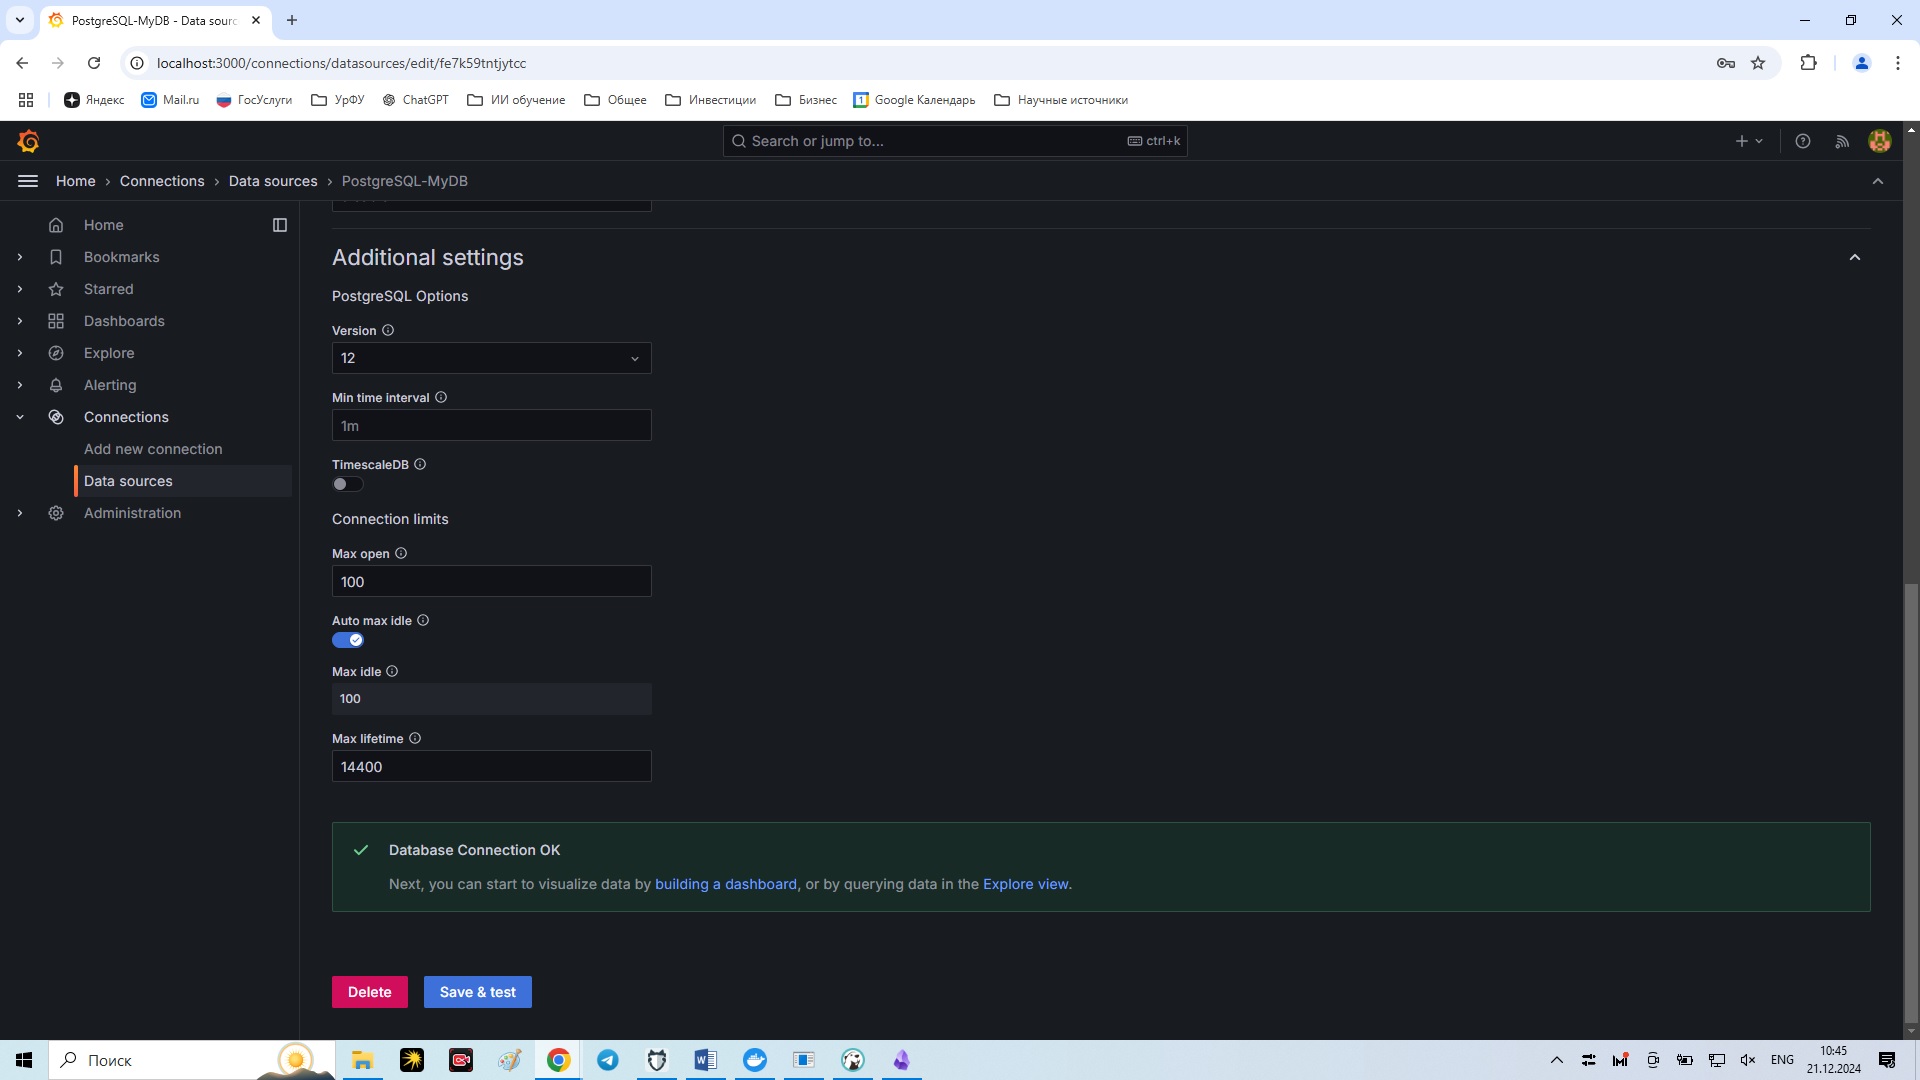 PostgreSQL-MyDB - Data sourc
localhost:3000/connections/datasources/edit/fe7k59tntjytcc
Яндекс Mail.ru ГосУслуги УрФУ ChatGPT ИИ обучение Общее Инвестиции Бизнес Google Календарь Научные источники
Search or jump to... ctrl+k
Home › Connections › Data sources › PostgreSQL-MyDB
Home
Bookmarks
Starred
Dashboards
Explore
Alerting
Connections
Add new connection
Data sources
Administration
Additional settings
PostgreSQL Options
Version
12
Min time interval
1m
TimescaleDB
Connection limits
Max open
100
Auto max idle
Max idle
100
Max lifetime
14400
Database Connection OK
Next, you can start to visualize data by building a dashboard, or by querying data in the Explore view.
Delete Save & test
Поиск
ENG
10:45
21.12.2024